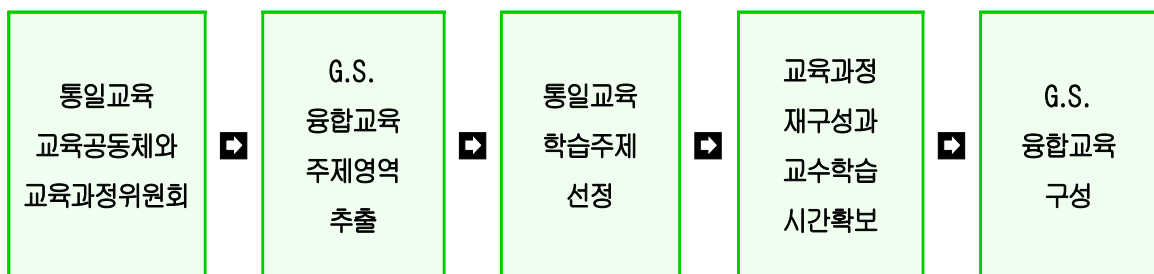 통일교육
교육공동체와
교육과정위원회
G.S.
융합교육
주제영역
추출
통일교육
학습주제
선정
교육과정
재구성과
교수학습
시간확보
G.S.
융합교육
구성